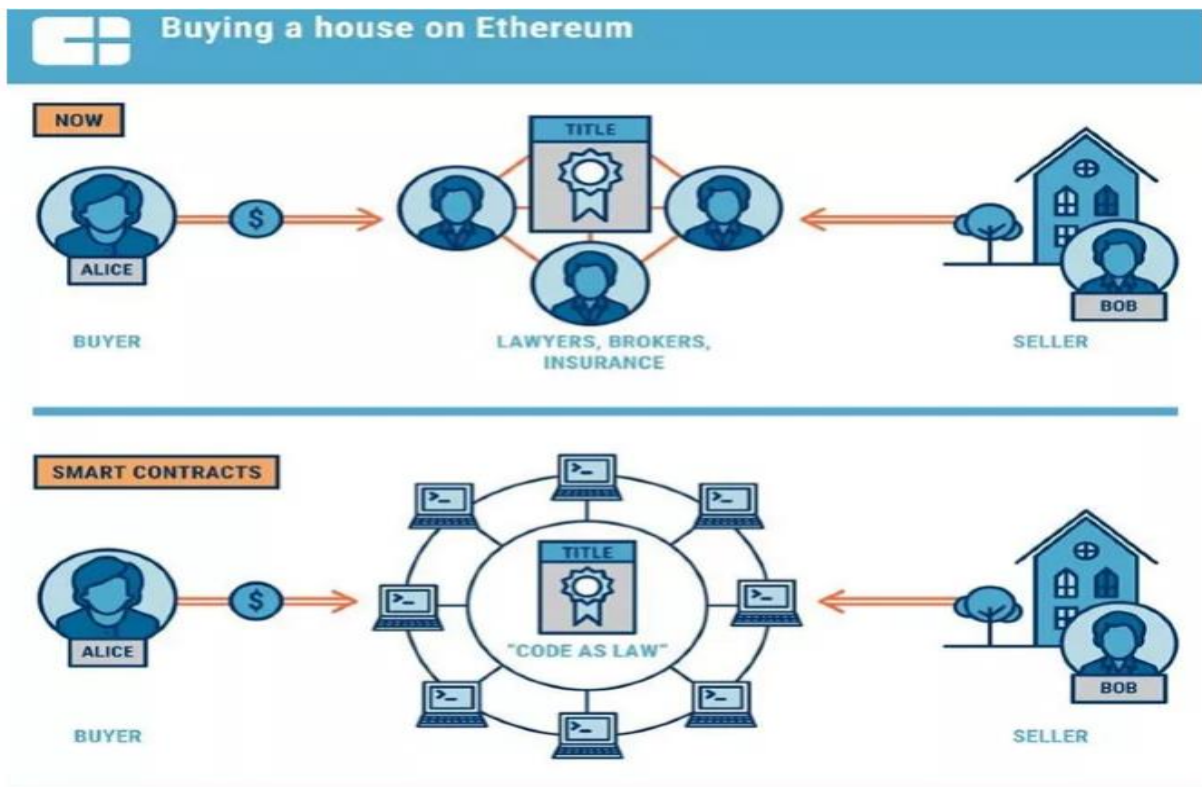 Buying a house on Ethereum
NOW
TITLE
$
ALICE
BOB
BUYER
LAWYERS, BROKERS,
INSURANCE
SELLER
SMART CONTRACTS
>_
>_
>_
TITLE
$
>_
>_
"CODE AS LAW"
ALICE
>_
>_
BOB
>_
BUYER
SELLER